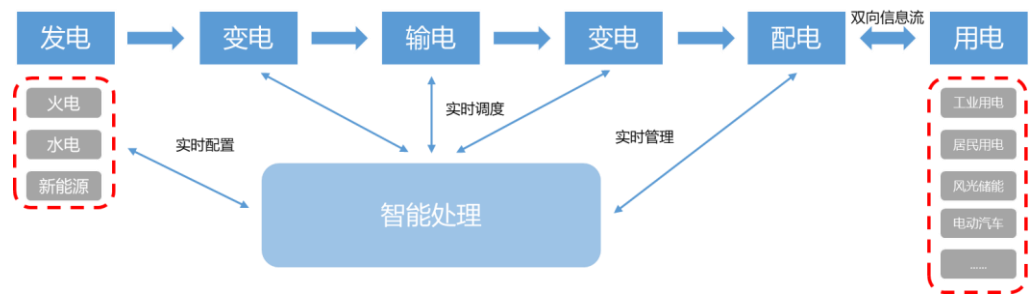 双向信息流
发电
变电
输电
变电
配电
用电
火电
水电
新能源
实时配置
实时调度
实时管理
智能处理
工业用电
居民用电
风光储能
电动汽车
......